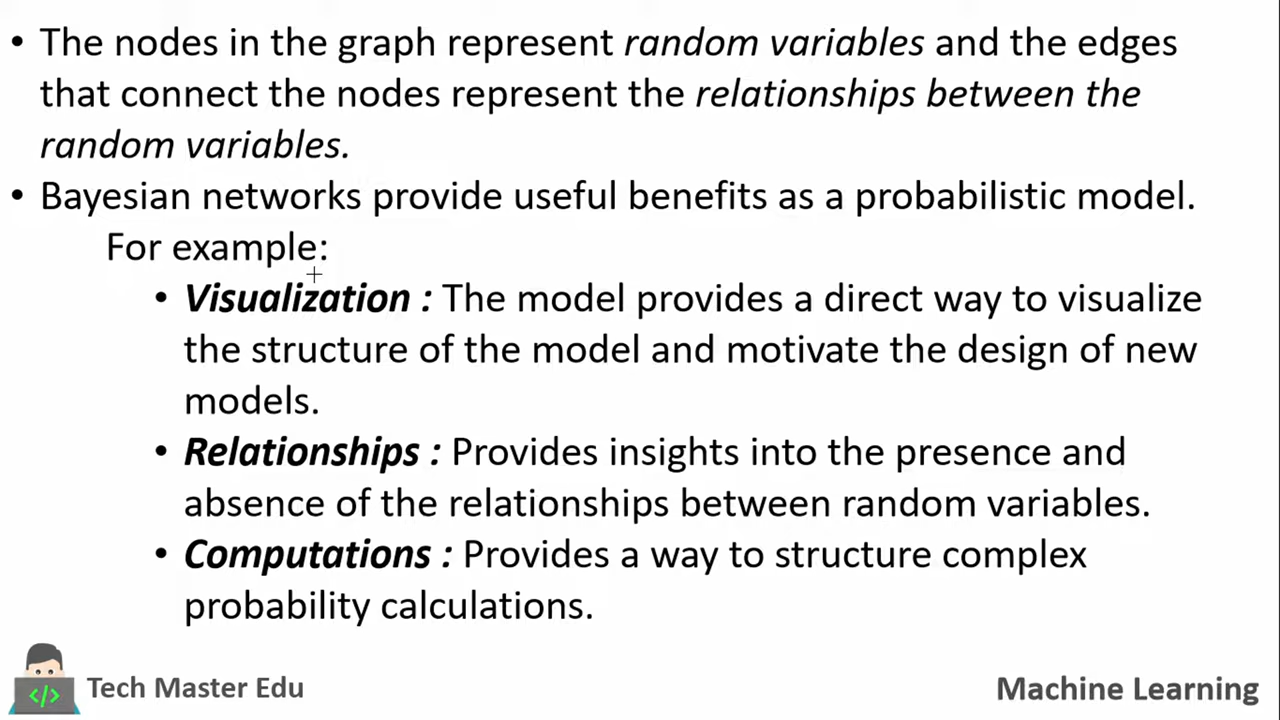 • The nodes in the graph represent random variables and the edges
that connect the nodes represent the relationships between the
random variables.
• Bayesian networks provide useful benefits as a probabilistic model.
For example:
• Visualization : The model provides a direct way to visualize
the structure of the model and motivate the design of new
models.
• Relationships : Provides insights into the presence and
absence of the relationships between random variables.
• Computations : Provides a way to structure complex
probability calculations.
</>
Tech Master Edu
Machine Learning